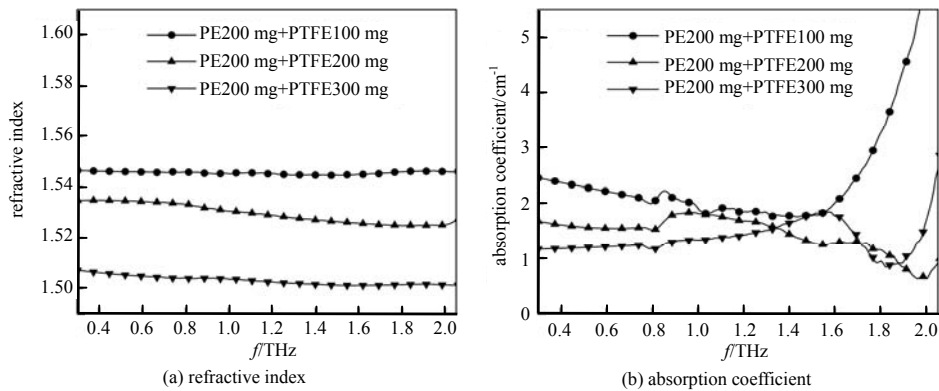 1.60
1.58
1.56
1.54
1.52
1.50
refractive index
PE200 mg+PTFE100 mg
PE200 mg+PTFE200 mg
PE200 mg+PTFE300 mg
0.4 0.6 0.8 1.0 1.2 1.4 1.6 1.8 2.0
f/THz
(a) refractive index
5
4
3
2
1
0
absorption coefficient/cm-1
PE200 mg+PTFE100 mg
PE200 mg+PTFE200 mg
PE200 mg+PTFE300 mg
0.4 0.6 0.8 1.0 1.2 1.4 1.6 1.8 2.0
f/THz
(b) absorption coefficient